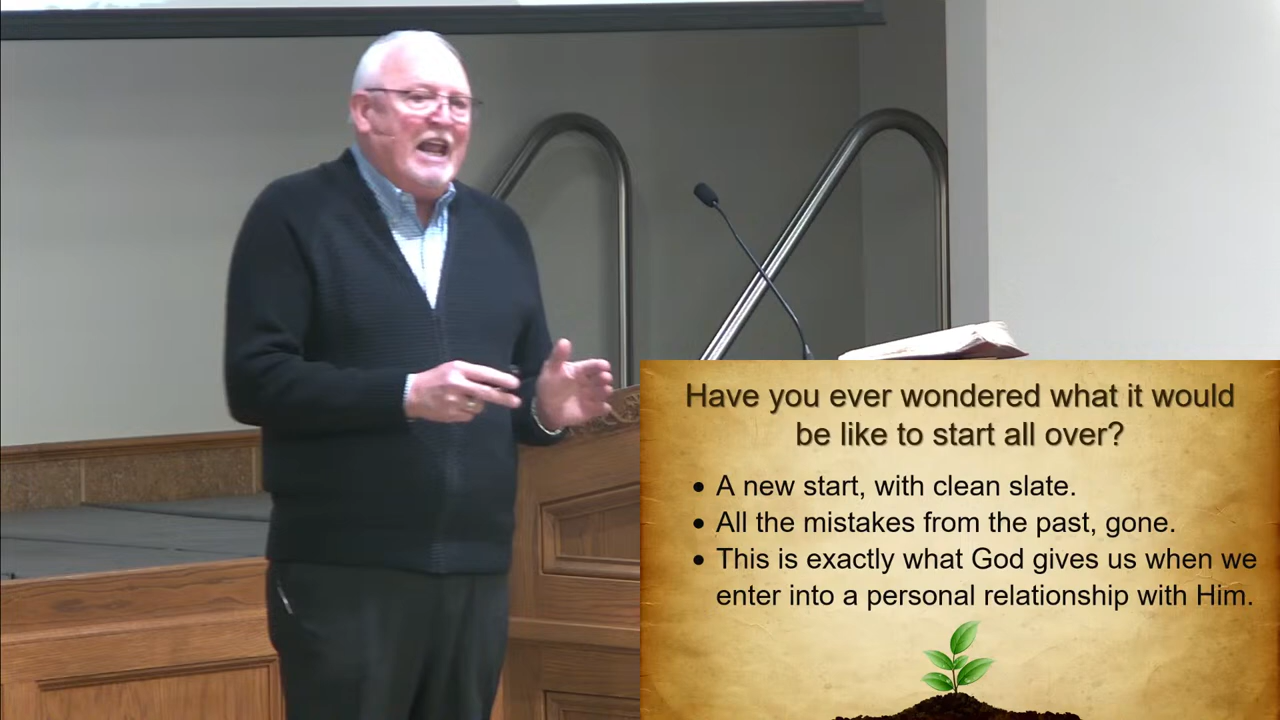 Have you ever wondered what it would
be like to start all over?
• A new start, with clean slate.
• All the mistakes from the past, gone.
• This is exactly what God gives us when we
enter into a personal relationship with Him.